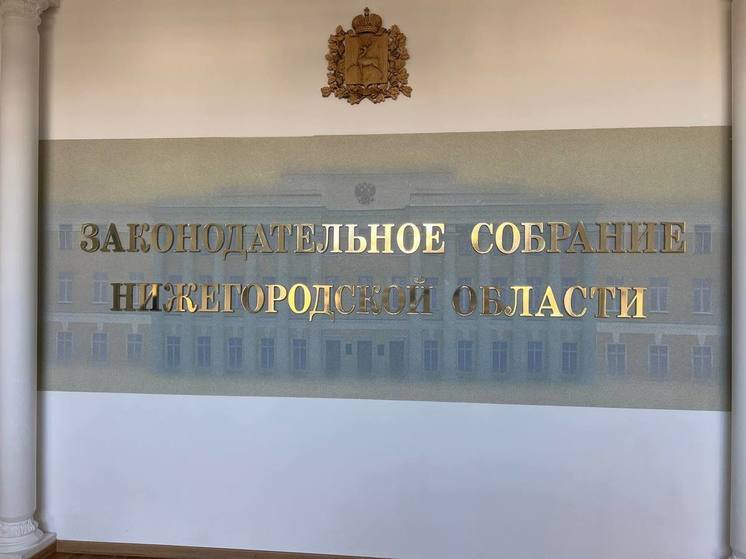 ЗАКОНОДАТЕЛЬНОЕ СОБРАНИЕ
НИЖЕГОРОДСКОЙ ОБЛАСТИ